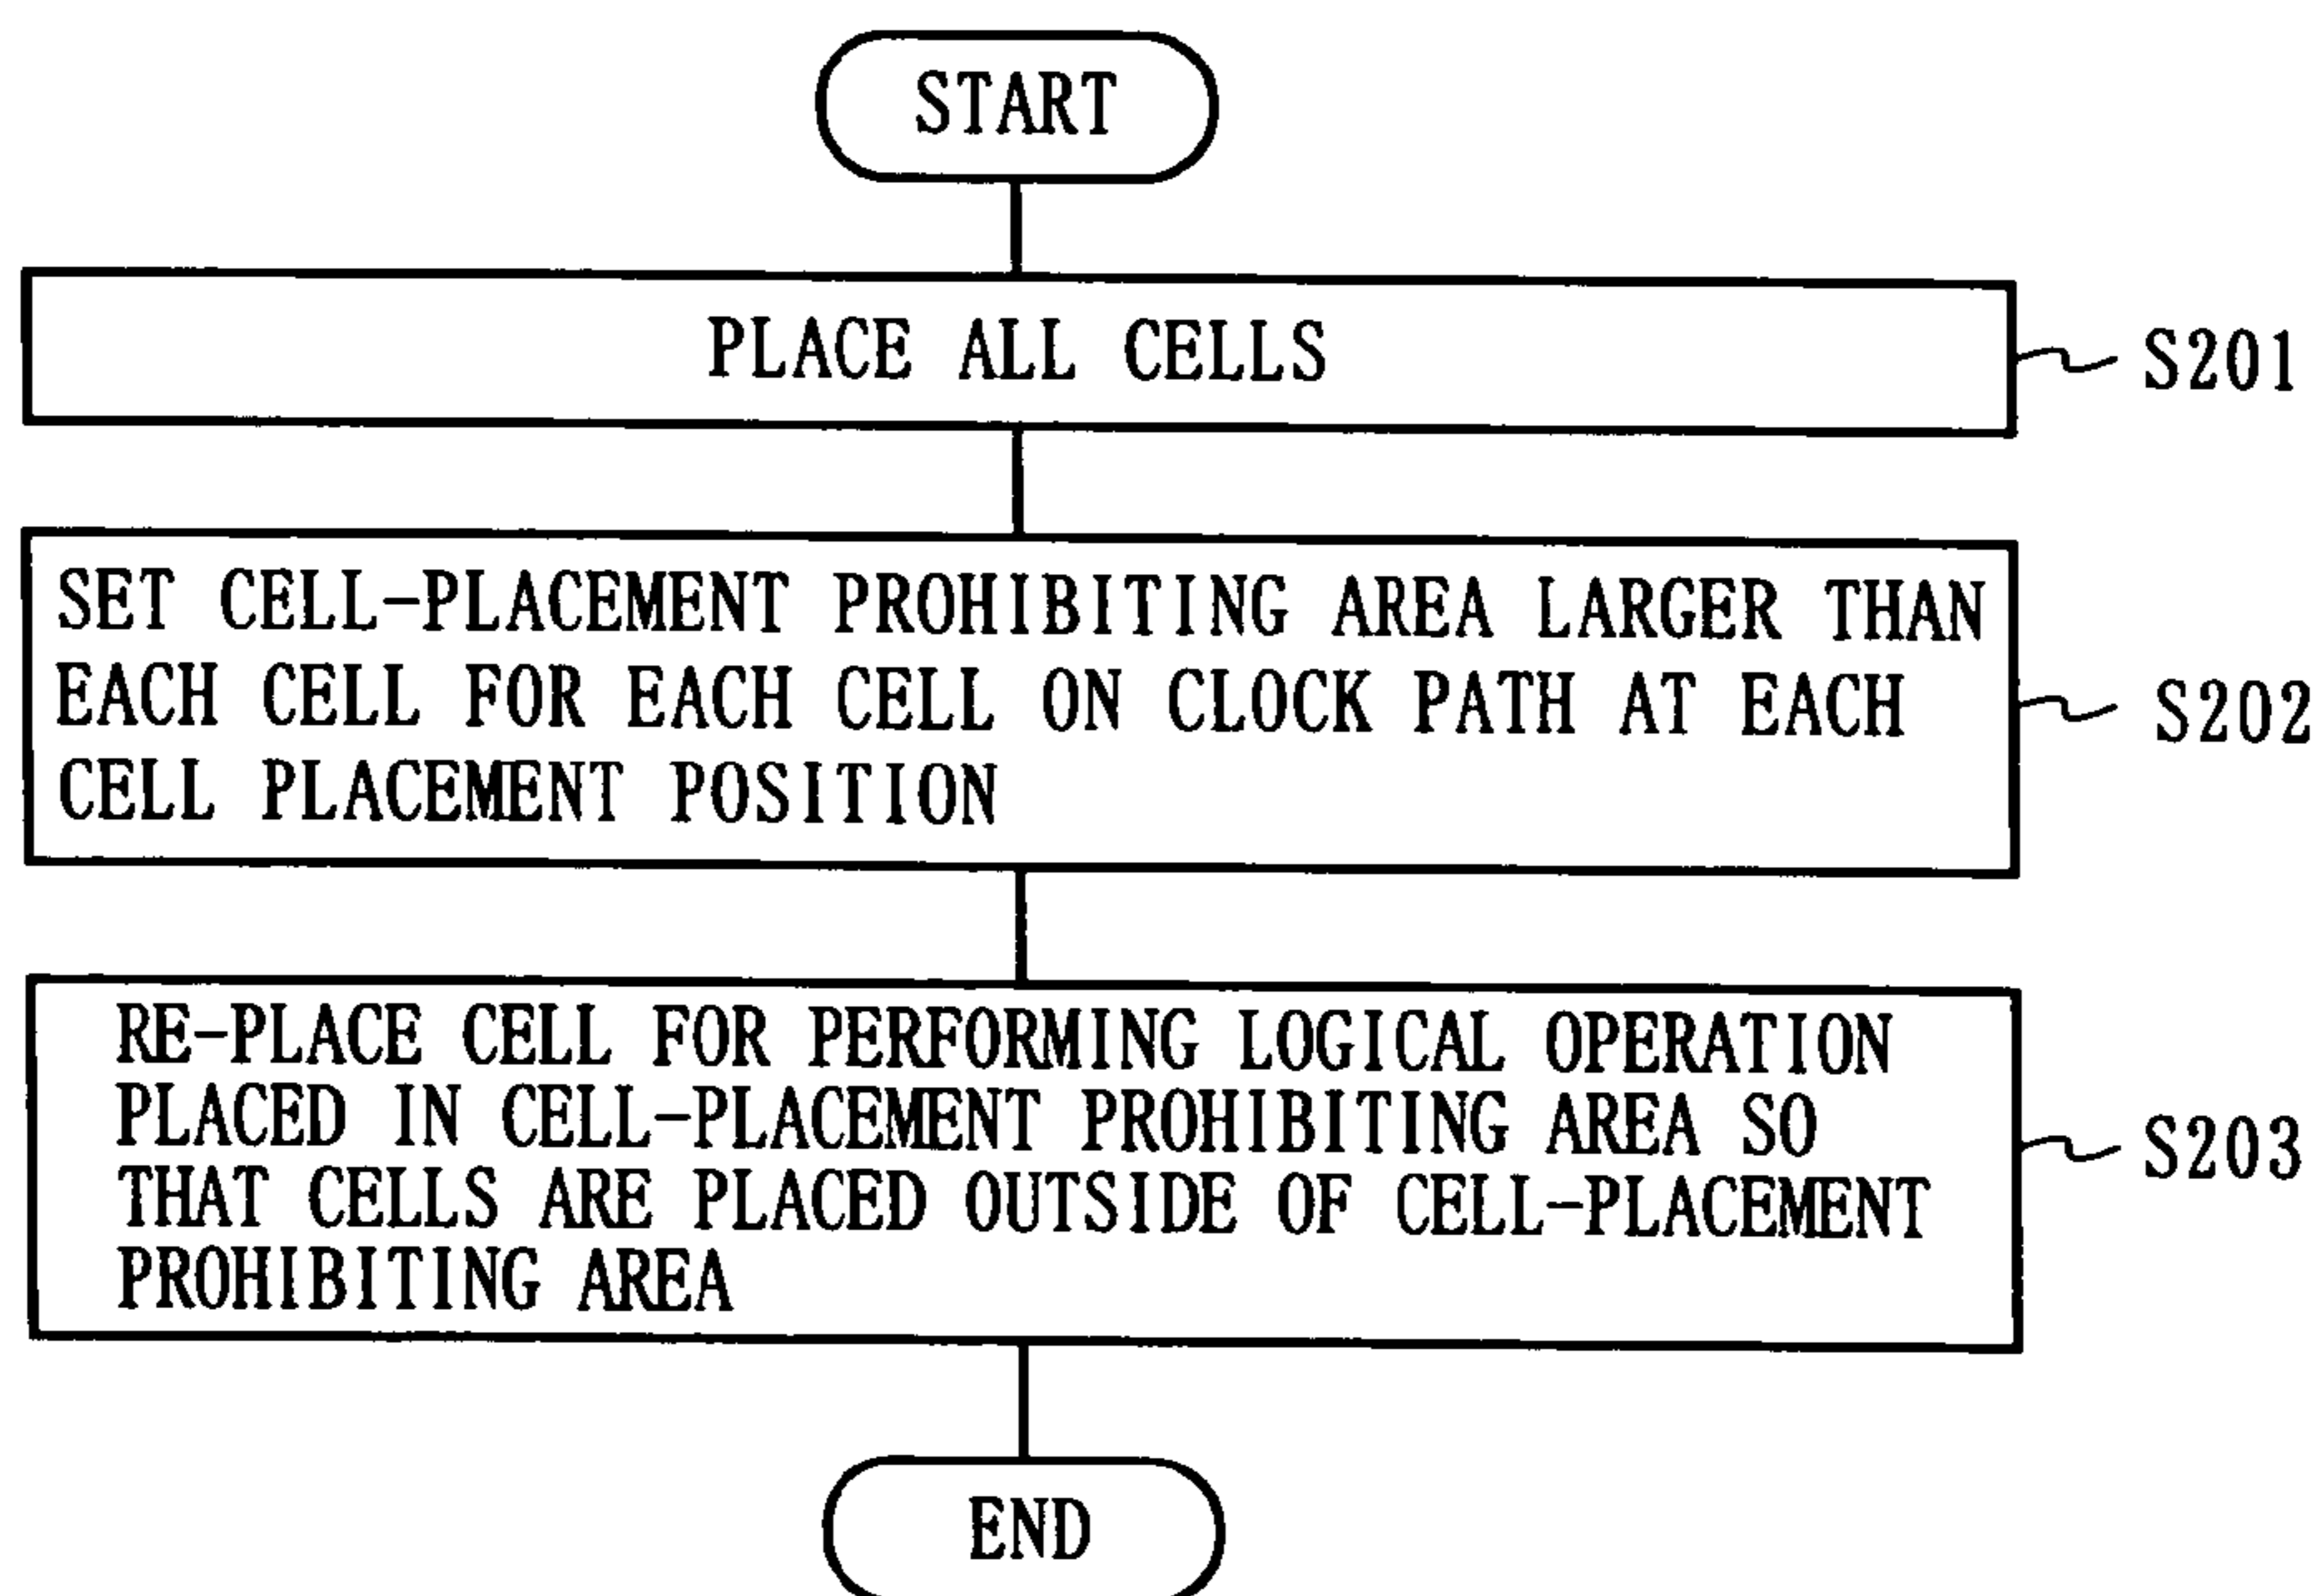 START
PLACE ALL CELLS
S201
SET CELL-PLACEMENT PROHIBITING AREA LARGER THAN
EACH CELL FOR EACH CELL ON CLOCK PATH AT EACH
CELL PLACEMENT POSITION
S202
RE-PLACE CELL FOR PERFORMING LOGICAL OPERATION
PLACED IN CELL-PLACEMENT PROHIBITING AREA SO
THAT CELLS ARE PLACED OUTSIDE OF CELL-PLACEMENT
PROHIBITING AREA
S203
END